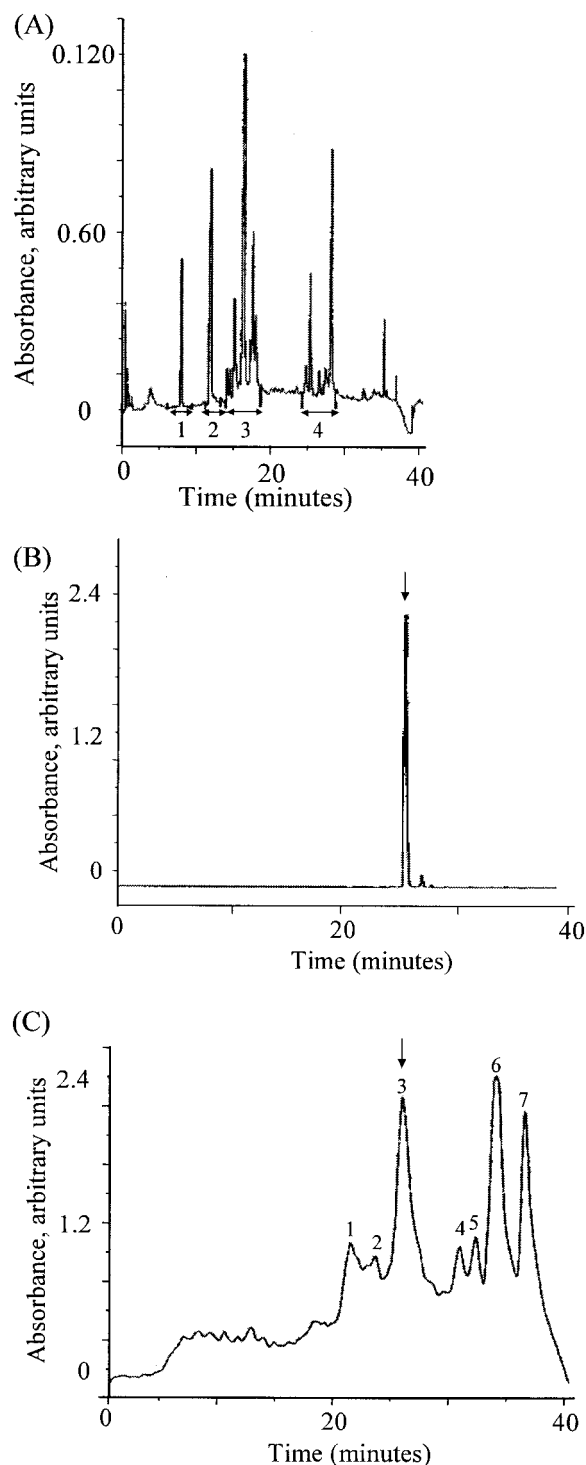 (A)
Absorbance, arbitrary units
0.120
0.60
0
1 2 3 4
0 20 40
Time (minutes)
(B)
Absorbance, arbitrary units
2.4
1.2
0
0 20 40
Time (minutes)
(C)
Absorbance, arbitrary units
2.4
1.2
0
1 2 3 4 5 6 7
0 20 40
Time (minutes)